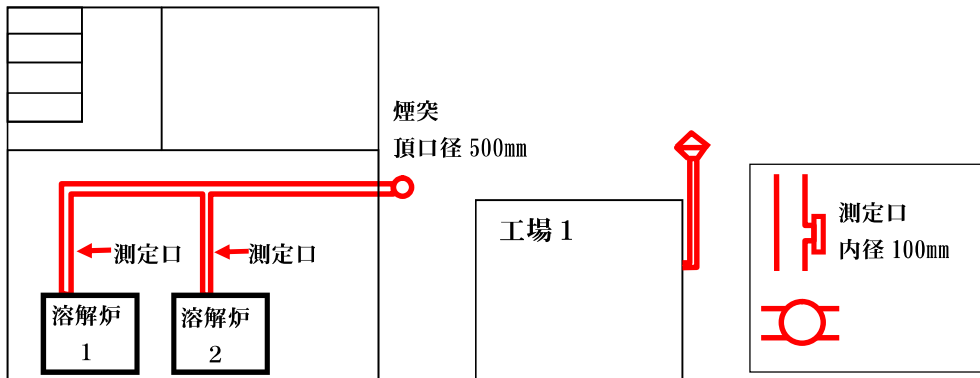 煙突
頂口径 500mm
測定口
測定口
溶解炉
1
溶解炉
2
工場 1
測定口
内径 100mm